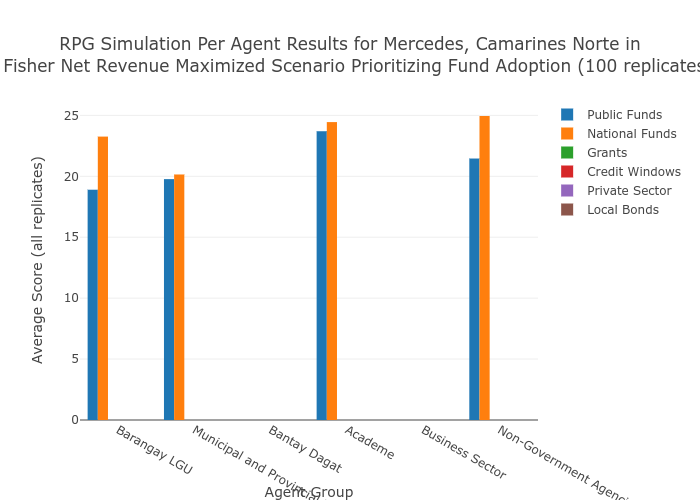 RPG Simulation Per Agent Results for Mercedes, Camarines Norte in
Fisher Net Revenue Maximized Scenario Prioritizing Fund Adoption (100 replicates
25
20
15
10
5
0
Average Score (all replicates)
Public Funds
National Funds
Grants
Credit Windows
Private Sector
Local Bonds
Barangay LGU
Municipal and
Bantay Dagat
Academe
Business Sector
Non-Government
Agent Group